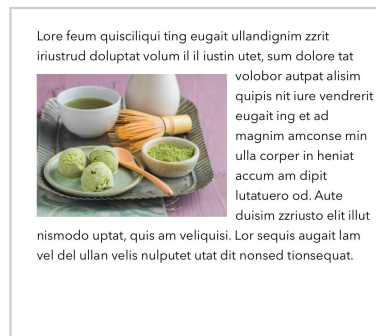 Lore feum quisciliqui ting eugait ullandignim zzrit
iriustrud doluptat volum il il iustin utet, sum dolore tat
volobor autpat alisim
quipis nit iure vendrerit
eugait ing et ad
magnim amconse min
ulla corper in heniat
accum am dipit
lutatuero od. Aute
duisim zzriusto elit illut
nismodo uptat, quis am veliquisi. Lor sequis augait lam
vel del ullan velis nulputet utat dit nonsed tionsequat.